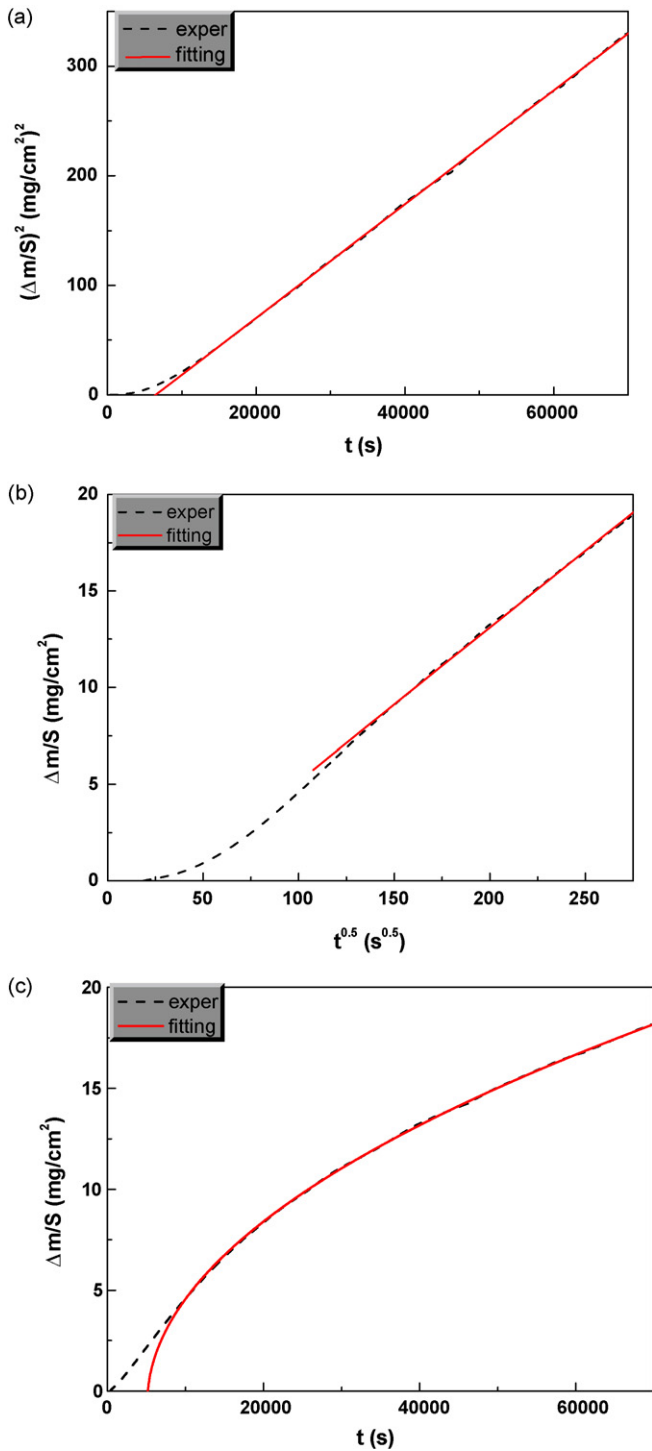 (a)
exper
fitting
300
200
100
0
(Δm/S)² (mg/cm²)²
0 20000 40000 60000
t (s)
(b)
exper
fitting
20
15
10
5
0
Δm/S (mg/cm²)
0 50 100 150 200 250
t^0.5 (s^0.5)
(c)
exper
fitting
20
15
10
5
0
Δm/S (mg/cm²)
0 20000 40000 60000
t (s)